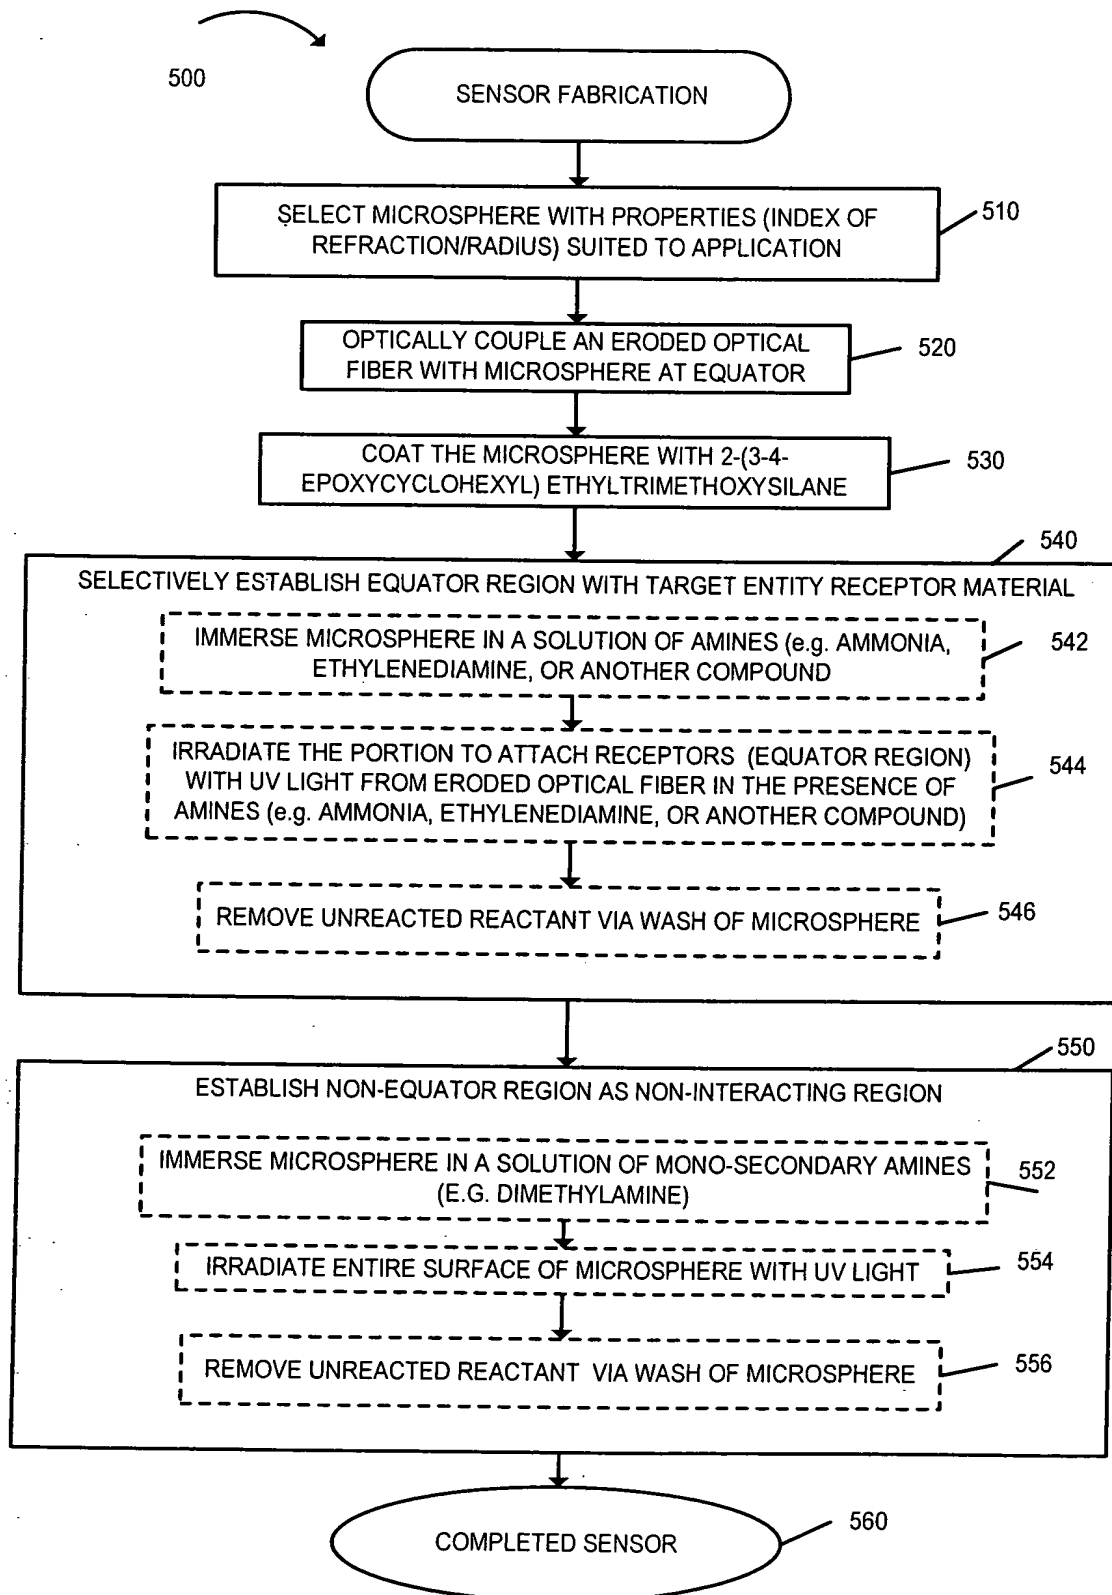 500
SENSOR FABRICATION
SELECT MICROSPHERE WITH PROPERTIES (INDEX OF
REFRACTION/RADIUS) SUITED TO APPLICATION
510
OPTICALLY COUPLE AN ERODED OPTICAL
FIBER WITH MICROSPHERE AT EQUATOR
520
COAT THE MICROSPHERE WITH 2-(3-4-
EPOXYCYCLOHEXYL) ETHYLTRIMETHOXYSILANE
530
540
SELECTIVELY ESTABLISH EQUATOR REGION WITH TARGET ENTITY RECEPTOR MATERIAL
IMMERSE MICROSPHERE IN A SOLUTION OF AMINES (e.g. AMMONIA,
ETHYLENEDIAMINE, OR ANOTHER COMPOUND
542
IRRADIATE THE PORTION TO ATTACH RECEPTORS (EQUATOR REGION)
WITH UV LIGHT FROM ERODED OPTICAL FIBER IN THE PRESENCE OF
AMINES (e.g. AMMONIA, ETHYLENEDIAMINE, OR ANOTHER COMPOUND)
544
REMOVE UNREACTED REACTANT VIA WASH OF MICROSPHERE
546
550
ESTABLISH NON-EQUATOR REGION AS NON-INTERACTING REGION
IMMERSE MICROSPHERE IN A SOLUTION OF MONO-SECONDARY AMINES
(E.G. DIMETHYLAMINE)
552
IRRADIATE ENTIRE SURFACE OF MICROSPHERE WITH UV LIGHT
554
REMOVE UNREACTED REACTANT VIA WASH OF MICROSPHERE
556
COMPLETED SENSOR
560